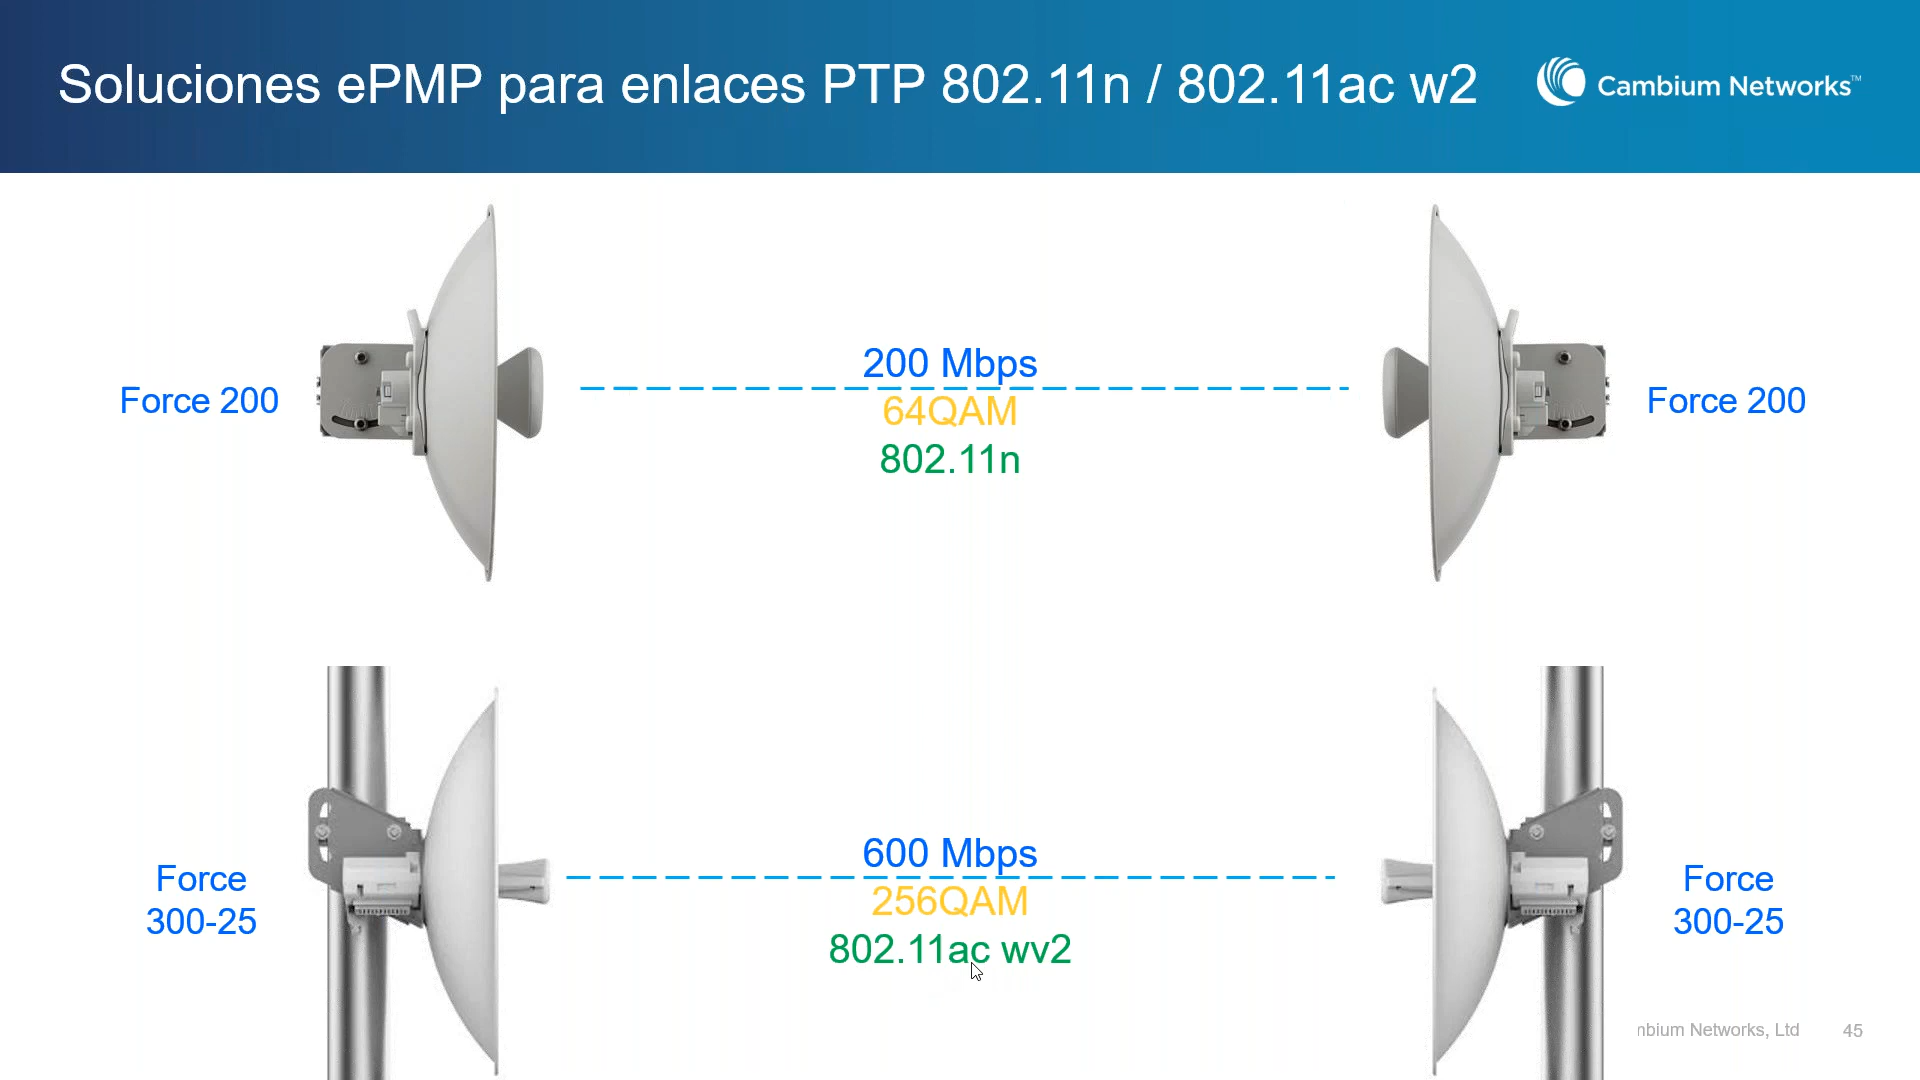 Soluciones ePMP para enlaces PTP 802.11n / 802.11ac w2
Cambium Networks™
200 Mbps
Force 200
64QAM
Force 200
802.11n
600 Mbps
Force
300-25
256QAM
Force
300-25
802.11ac wv2
Networks, Ltd
45